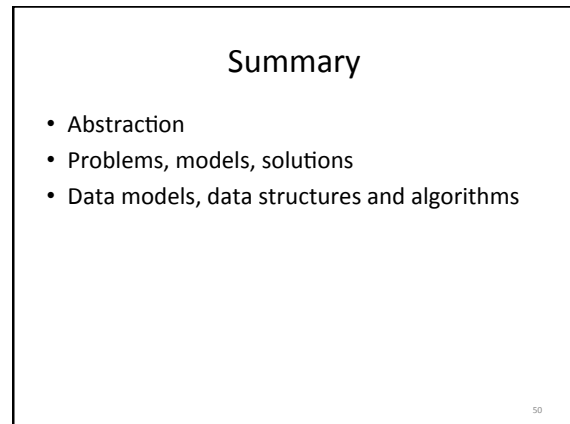 Summary
• Abstraction
• Problems, models, solutions
• Data models, data structures and algorithms
50